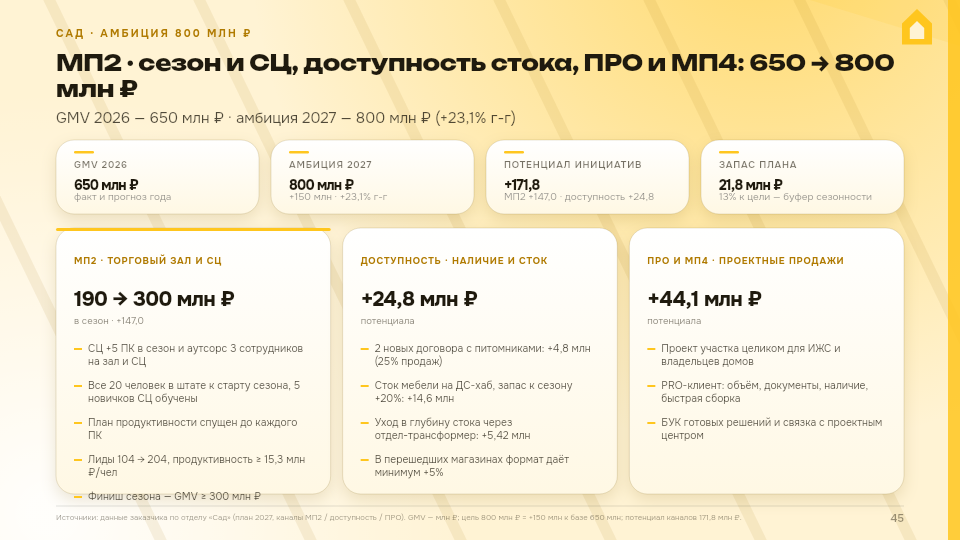 САД · АМБИЦИЯ 800 МЛН ₽
МП2 · сезон и СЦ, доступность стока, ПРО и МП4: 650 → 800
млн ₽
GMV 2026 — 650 млн ₽ · амбиция 2027 — 800 млн ₽ (+23,1% г-г)
GMV 2026
650 млн ₽
факт и прогноз года
АМБИЦИЯ 2027
800 млн ₽
+150 млн · +23,1% г-г
ПОТЕНЦИАЛ ИНИЦИАТИВ
+171,8
МП2 +147,0 · доступность +24,8
ЗАПАС ПЛАНА
21,8 млн ₽
13% к цели — буфер сезонности
МП2 · ТОРГОВЫЙ ЗАЛ И СЦ
190 → 300 млн ₽
в сезон · +147,0
— СЦ +5 ПК в сезон и аутсорс 3 сотрудников
на зал и СЦ
— Все 20 человек в штате к старту сезона, 5
новичков СЦ обучены
— План продуктивности спущен до каждого
ПК
— Лиды 104 → 204, продуктивность ≥ 15,3 млн
₽/чел
— Финиш сезона — GMV ≥ 300 млн ₽
ДОСТУПНОСТЬ · НАЛИЧИЕ И СТОК
+24,8 млн ₽
потенциала
— 2 новых договора с питомниками: +4,8 млн
(25% продаж)
— Сток мебели на ДС-хаб, запас к сезону
+20%: +14,6 млн
— Уход в глубину стока через
отдел-трансформер: +5,42 млн
— В перешедших магазинах формат даёт
минимум +5%
ПРО И МП4 · ПРОЕКТНЫЕ ПРОДАЖИ
+44,1 млн ₽
потенциала
— Проект участка целиком для ИЖС и
владельцев домов
— PRO-клиент: объём, документы, наличие,
быстрая сборка
— БУК готовых решений и связка с проектным
центром
Источники: данные заказчика по отделу «Сад» (план 2027, каналы МП2 / доступность / ПРО). GMV — млн ₽; цель 800 млн ₽ = +150 млн к базе 650 млн; потенциал каналов 171,8 млн ₽.
45